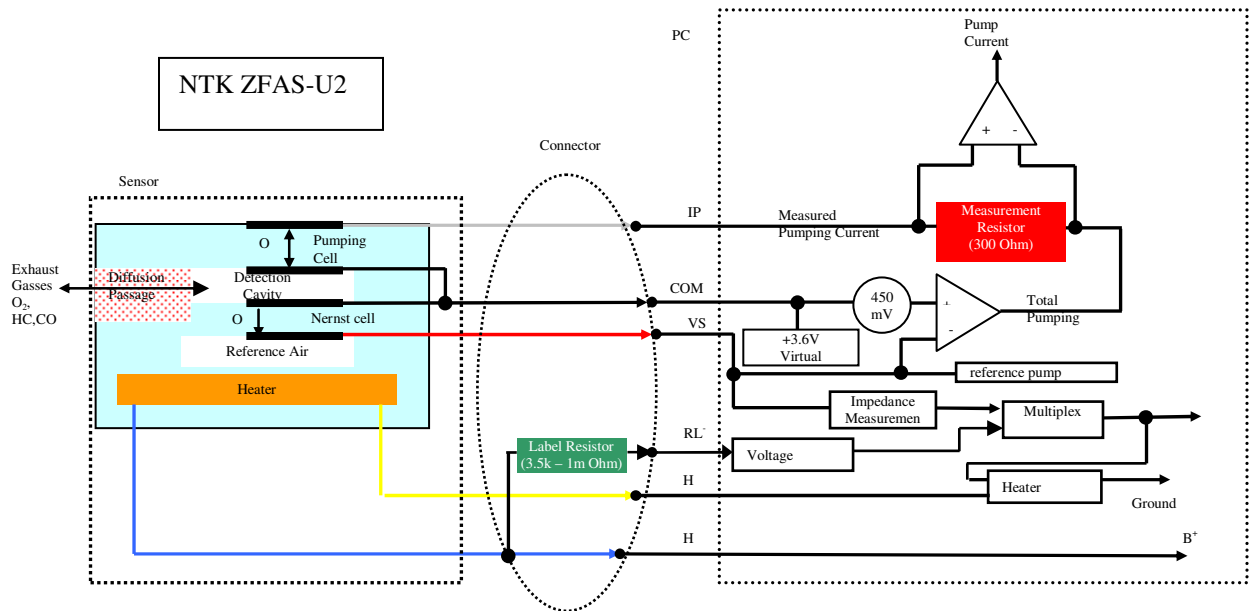 NTK ZFAS-U2
PC
Pump
Current
+ -
Connector
Sensor
IP
Measured
Pumping Current
Measurement
Resistor
(300 Ohm)
O
Pumping
Cell
Exhaust
Gasses
O₂,
HC,CO
Diffusion
Passage
Detection
Cavity
COM
450
mV
+
-
Total
Pumping
O
Nernst cell
VS
+3.6V
Virtual
Reference Air
reference pump
Heater
Impedance
Measuremen
Multiplex
Label Resistor
(3.5k – 1m Ohm)
RL⁻
Voltage
H
Heater
Ground
H
B⁺